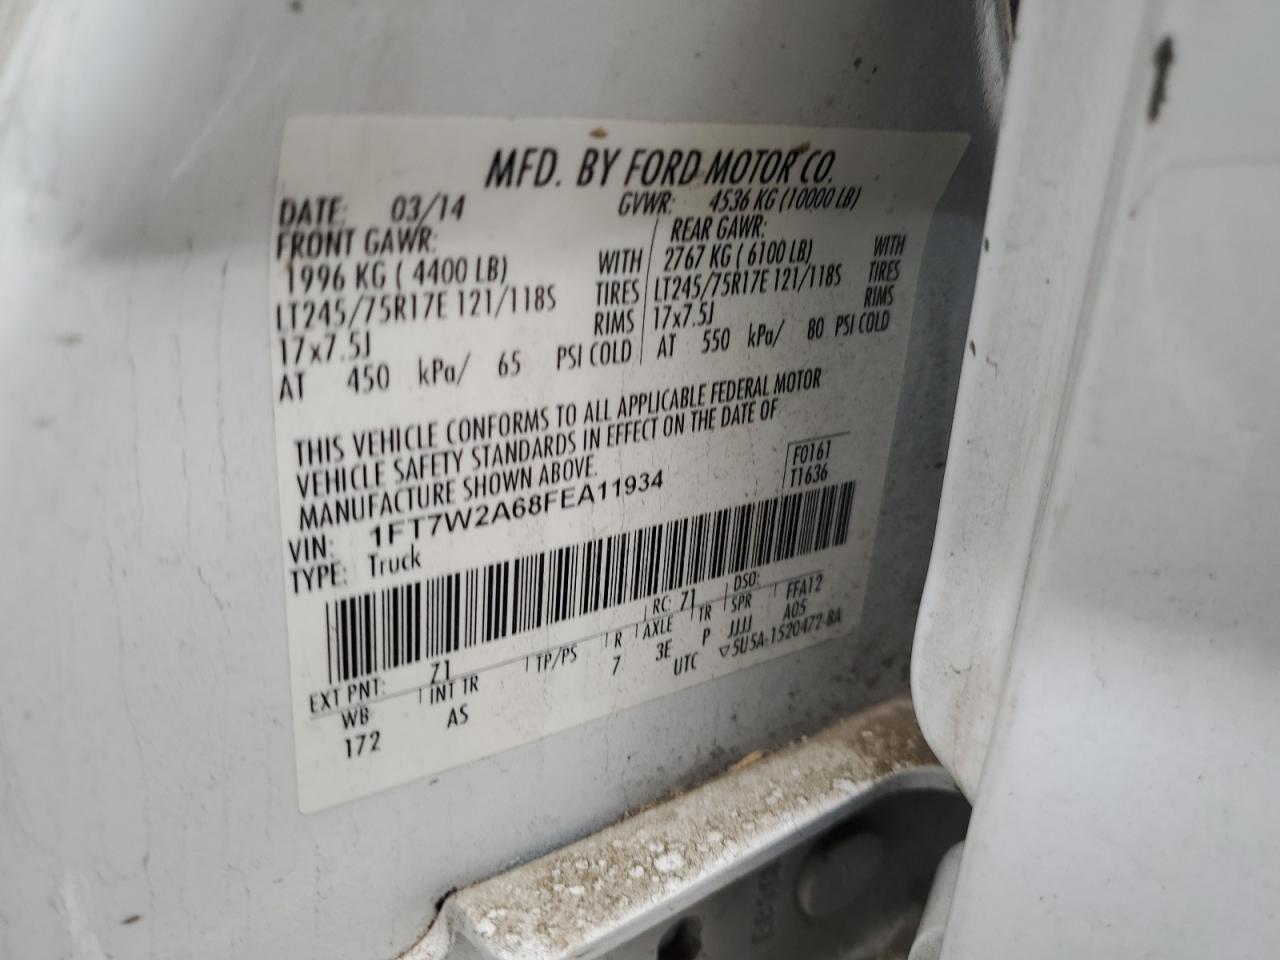 MFD. BY FORD MOTOR CO.
DATE: 03/14 GVWR: 4536 KG (10000 LB)
FRONT GAWR: REAR GAWR:
1996 KG ( 4400 LB) WITH 2767 KG ( 6100 LB) WITH
LT245/75R17E 121/118S TIRES LT245/75R17E 121/118S TIRES
17x7.5J RIMS 17x7.5J RIMS
AT 450 kPa/ 65 PSI COLD AT 550 kPa/ 80 PSI COLD
THIS VEHICLE CONFORMS TO ALL APPLICABLE FEDERAL MOTOR
VEHICLE SAFETY STANDARDS IN EFFECT ON THE DATE OF
MANUFACTURE SHOWN ABOVE.
F0161
T1636
VIN: 1FT7W2A68FEA11934
TYPE: Truck
EXT PNT: Z1 RC: 71 DSO: FFA12
WB INT TR TP/PS R AXLE TR SPR A05
172 AS 7 3E P JJJJ
UTC ▽5U5A-1520472-BA